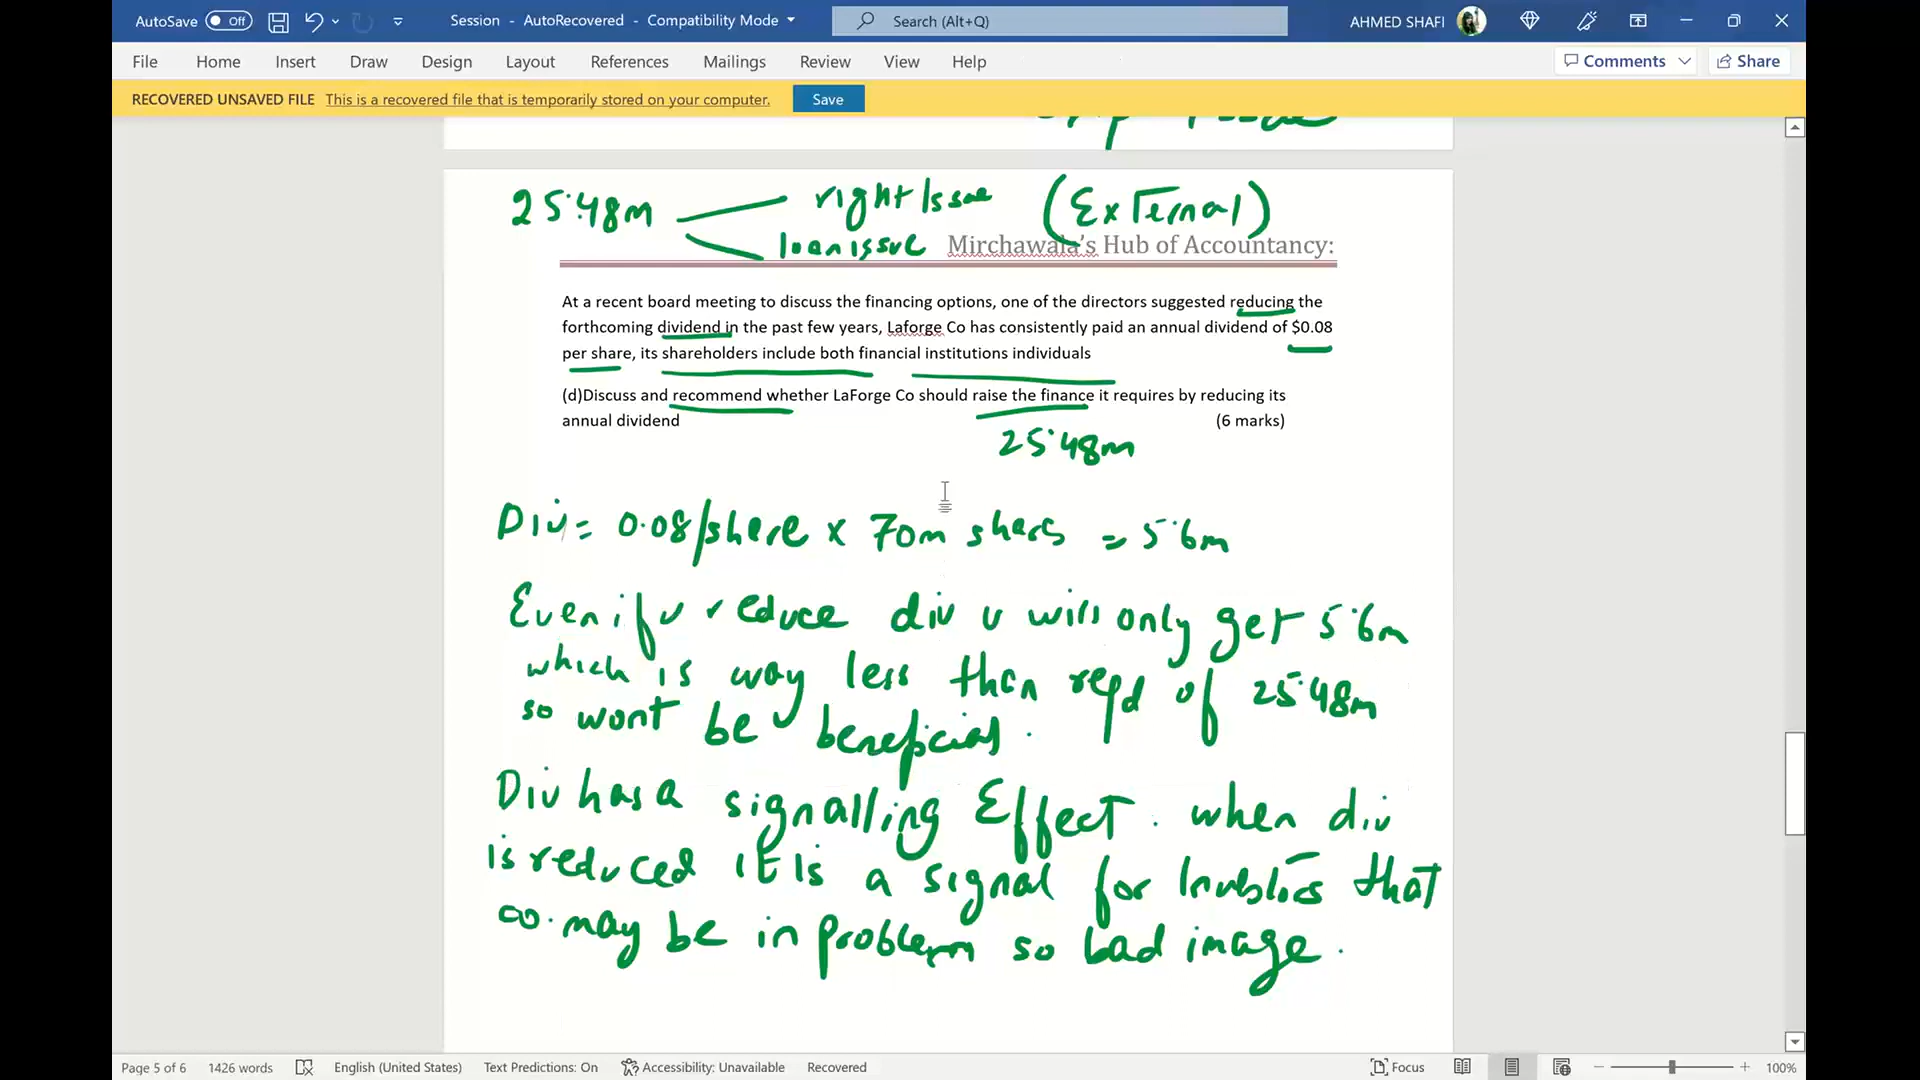 AutoSave Off Session - AutoRecovered - Compatibility Mode Search (Alt+Q) AHMED SHAFI
File Home Insert Draw Design Layout References Mailings Review View Help Comments Share
RECOVERED UNSAVED FILE This is a recovered file that is temporarily stored on your computer. Save
25.48m right Issue (External)
loan issue Mirchawala's Hub of Accountancy:
At a recent board meeting to discuss the financing options, one of the directors suggested reducing the
forthcoming dividend in the past few years, Laforge Co has consistently paid an annual dividend of $0.08
per share, its shareholders include both financial institutions individuals
(d)Discuss and recommend whether LaForge Co should raise the finance it requires by reducing its
annual dividend (6 marks)
25.48m
Div = 0.08/share x 70m shares = 5.6m
Even if u reduce div u will only get 5.6m
which is way less than reqd of 25.48m
so wont be beneficial.
Div has a signalling Effect. when div
is reduced it is a signal for Investors that
co. may be in problem so bad image.
Page 5 of 6 1426 words English (United States) Text Predictions: On Accessibility: Unavailable Recovered Focus 100%